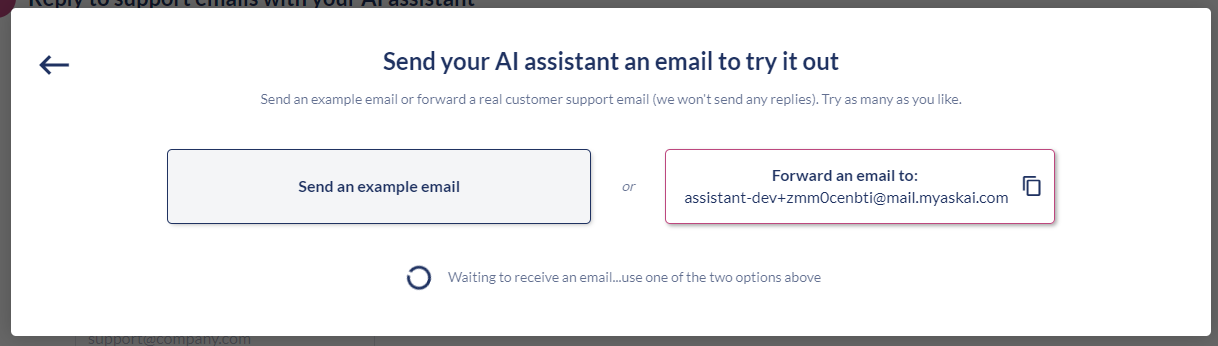 Reply to support emails with your AI assistant
Send your AI assistant an email to try it out
Send an example email or forward a real customer support email (we won't send any replies). Try as many as you like.
Send an example email
or
Forward an email to:
assistant-dev+zmm0cenbti@mail.myaskai.com
Waiting to receive an email...use one of the two options above
support@company.com